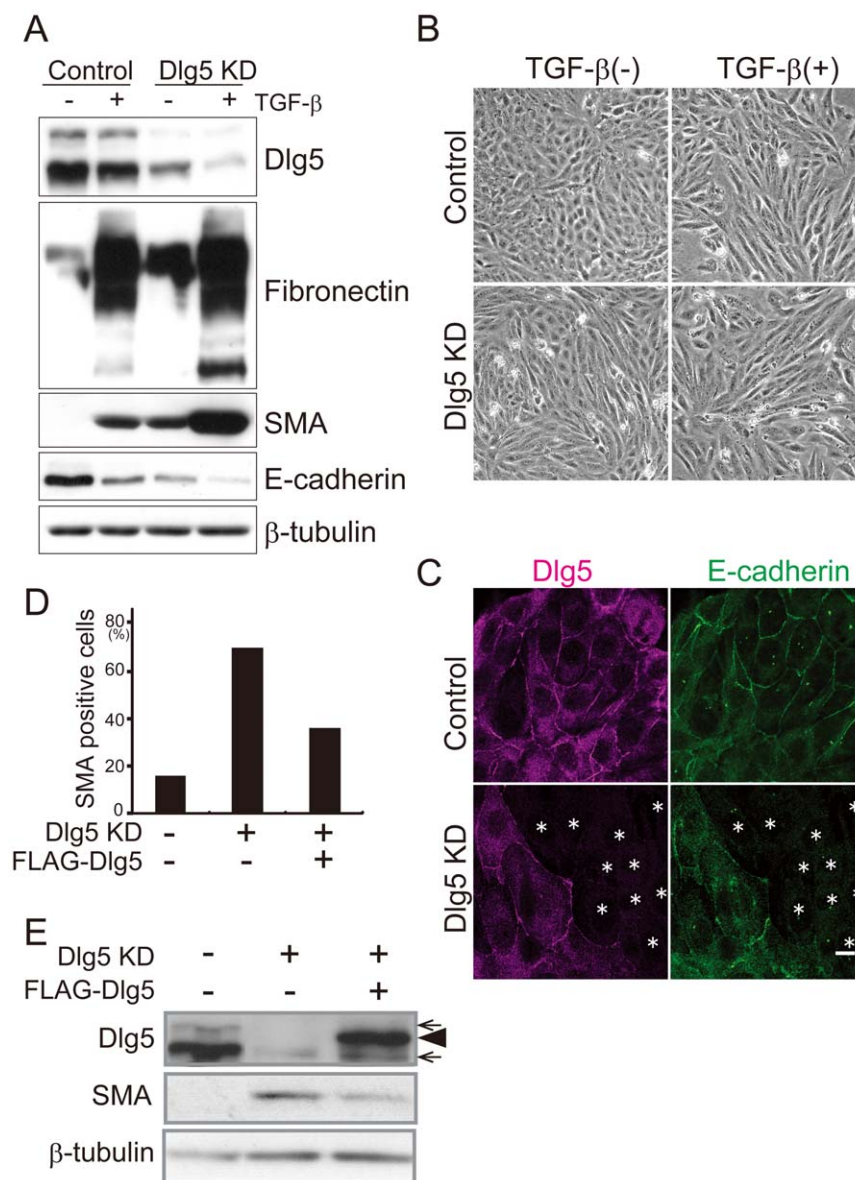 A
Control Dlg5 KD
- + - + TGF-β
Dlg5
Fibronectin
SMA
E-cadherin
β-tubulin
B
TGF-β(-) TGF-β(+)
Control
Dlg5 KD
C
Dlg5 E-cadherin
Control
Dlg5 KD
* * * * * * * * *
* * * * * * * * *
D
SMA positive cells
80
(%)
60
40
20
0
Dlg5 KD - + +
FLAG-Dlg5 - - +
E
Dlg5 KD - + +
FLAG-Dlg5 - - +
Dlg5
SMA
β-tubulin